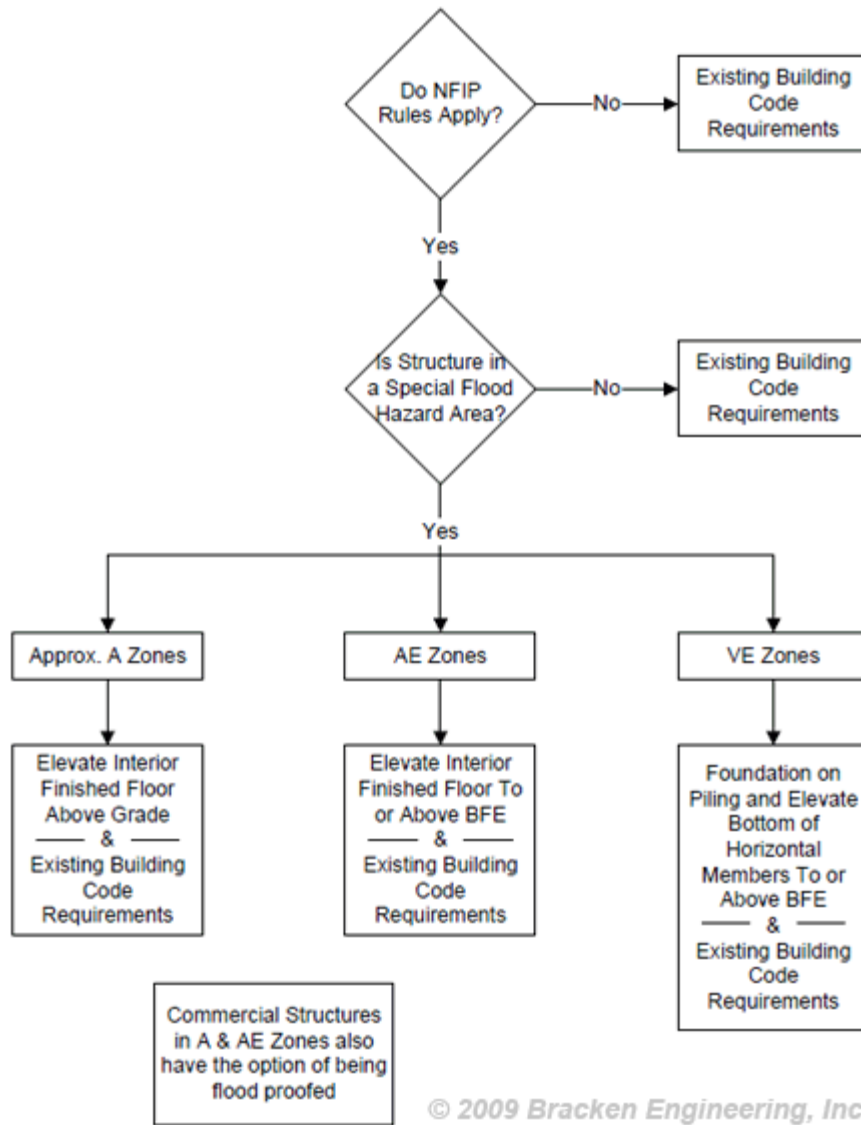 Do NFIP
Rules Apply?
No
Existing Building
Code
Requirements
Yes
Is Structure in
a Special Flood
Hazard Area?
No
Existing Building
Code
Requirements
Yes
Approx. A Zones
AE Zones
VE Zones
Elevate Interior
Finished Floor
Above Grade
&
Existing Building
Code
Requirements
Elevate Interior
Finished Floor To
or Above BFE
&
Existing Building
Code
Requirements
Foundation on
Piling and Elevate
Bottom of
Horizontal
Members To or
Above BFE
&
Existing Building
Code
Requirements
Commercial Structures
in A & AE Zones also
have the option of being
flood proofed
© 2009 Bracken Engineering, Inc